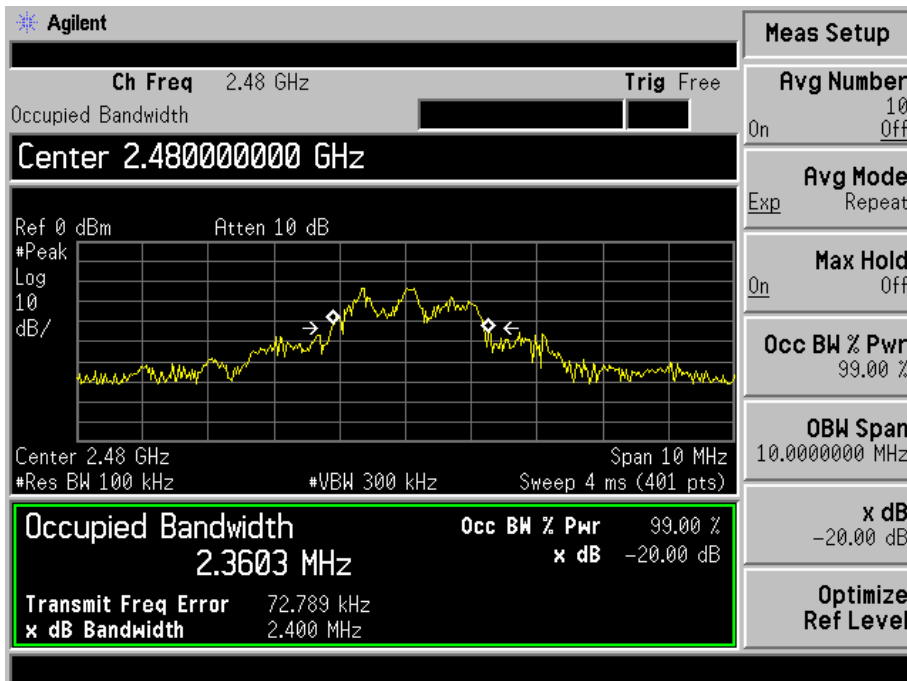 Agilent
Ch Freq 2.48 GHz Trig Free
Occupied Bandwidth
Center 2.480000000 GHz
Ref 0 dBm Atten 10 dB
#Peak
Log
10
dB/
Center 2.48 GHz Span 10 MHz
#Res BW 100 kHz #VBW 300 kHz Sweep 4 ms (401 pts)
Occupied Bandwidth Occ BW % Pwr 99.00 %
2.3603 MHz x dB -20.00 dB
Transmit Freq Error 72.789 kHz
x dB Bandwidth 2.400 MHz
Meas Setup
Avg Number
10
On Off
Avg Mode
Exp Repeat
Max Hold
On Off
Occ BW % Pwr
99.00 %
OBW Span
10.0000000 MHz
x dB
-20.00 dB
Optimize
Ref Level